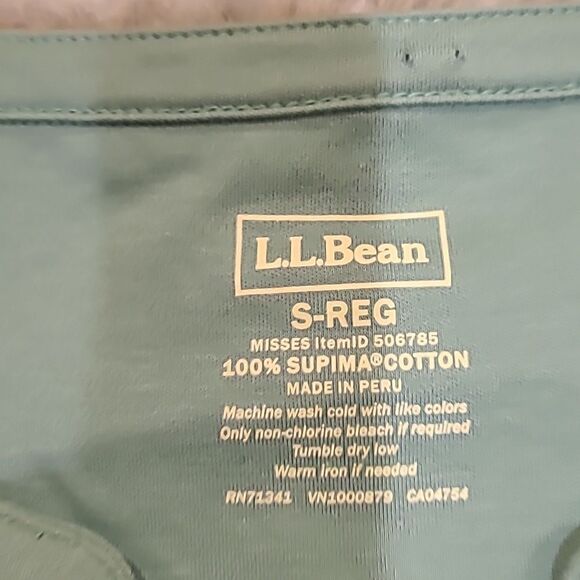 L.L.Bean
S-REG
MISSES ItemID 506785
100% SUPIMA®COTTON
MADE IN PERU
Machine wash cold with like colors
Only non-chlorine bleach if required
Tumble dry low
Warm iron if needed
RN71341 VN1000879 CA04754